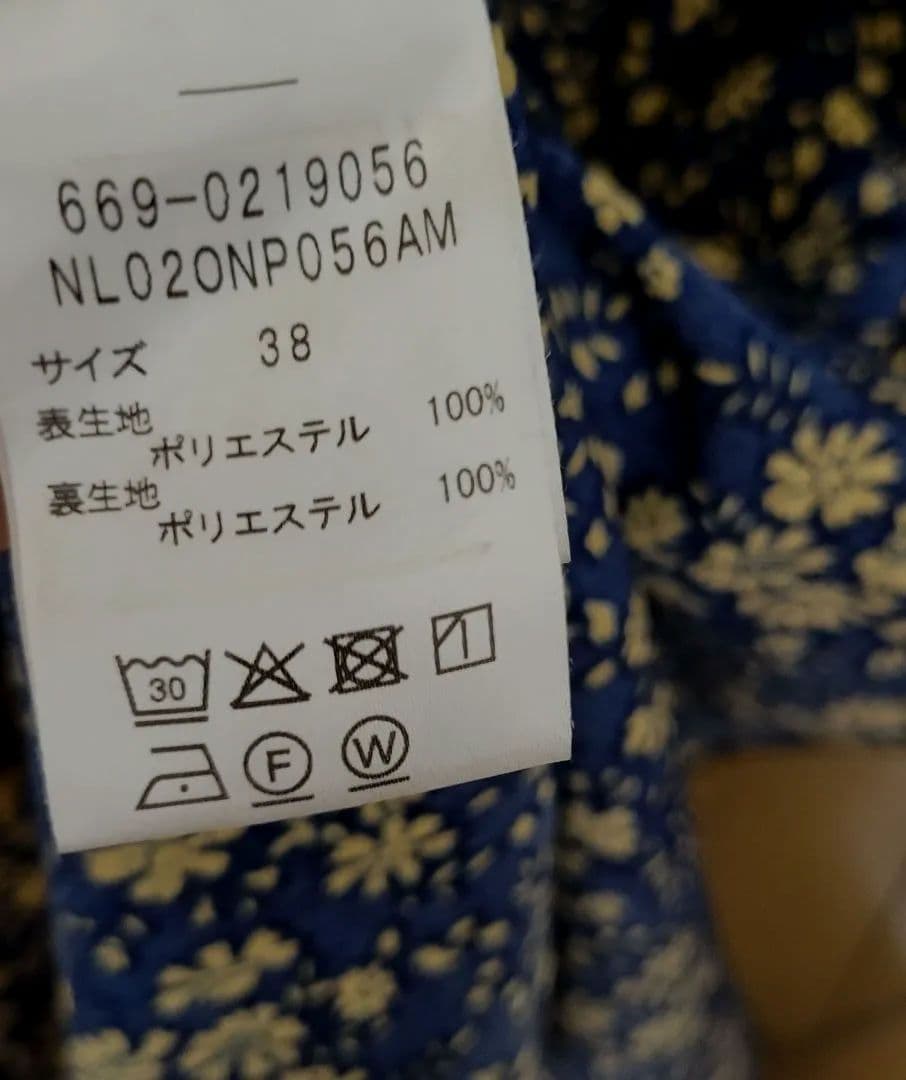 669-0219056
NL020NP056AM
サイズ 38
表生地
ポリエステル 100%
裏生地
ポリエステル 100%
30
F W